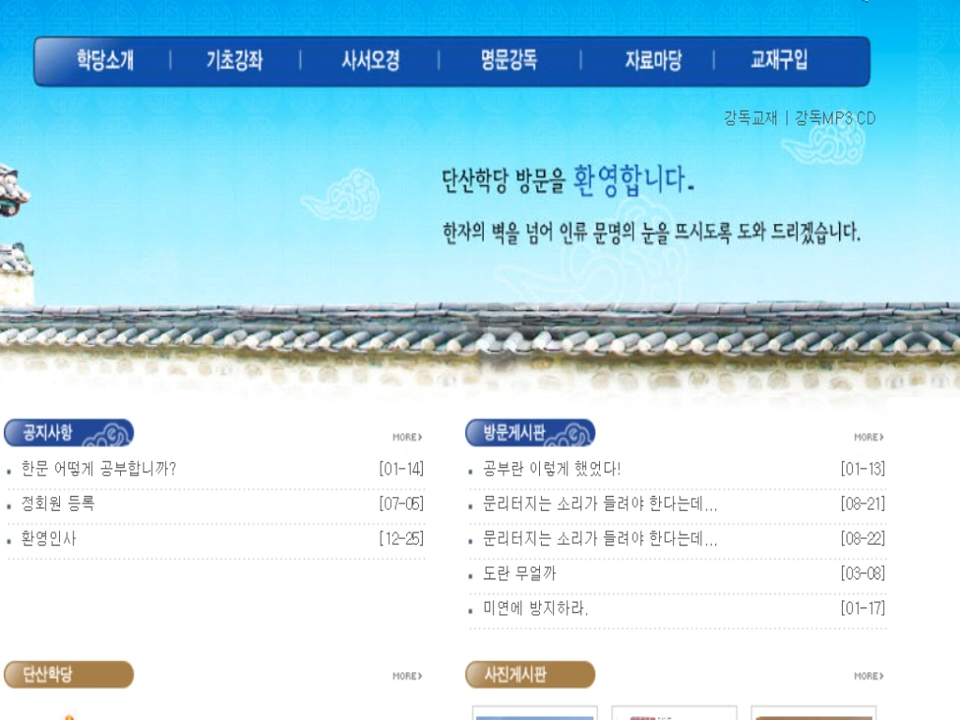 학당소개 | 기초강좌 | 사서오경 | 명문강독 | 자료마당 | 교재구입
강독교재 | 강독MP3 CD
단산학당 방문을 환영합니다.
한자의 벽을 넘어 인류 문명의 눈을 뜨시도록 도와 드리겠습니다.
공지사항 MORE
한문 어떻게 공부합니까? [01-14]
정회원 등록 [07-05]
환영인사 [12-25]
방문게시판 MORE
공부란 이렇게 했었다! [01-13]
문리터지는 소리가 들려야 한다는데... [08-21]
문리터지는 소리가 들려야 한다는데... [08-22]
도란 무얼까 [03-08]
미연에 방지하라. [01-17]
단산학당 MORE
사진게시판 MORE